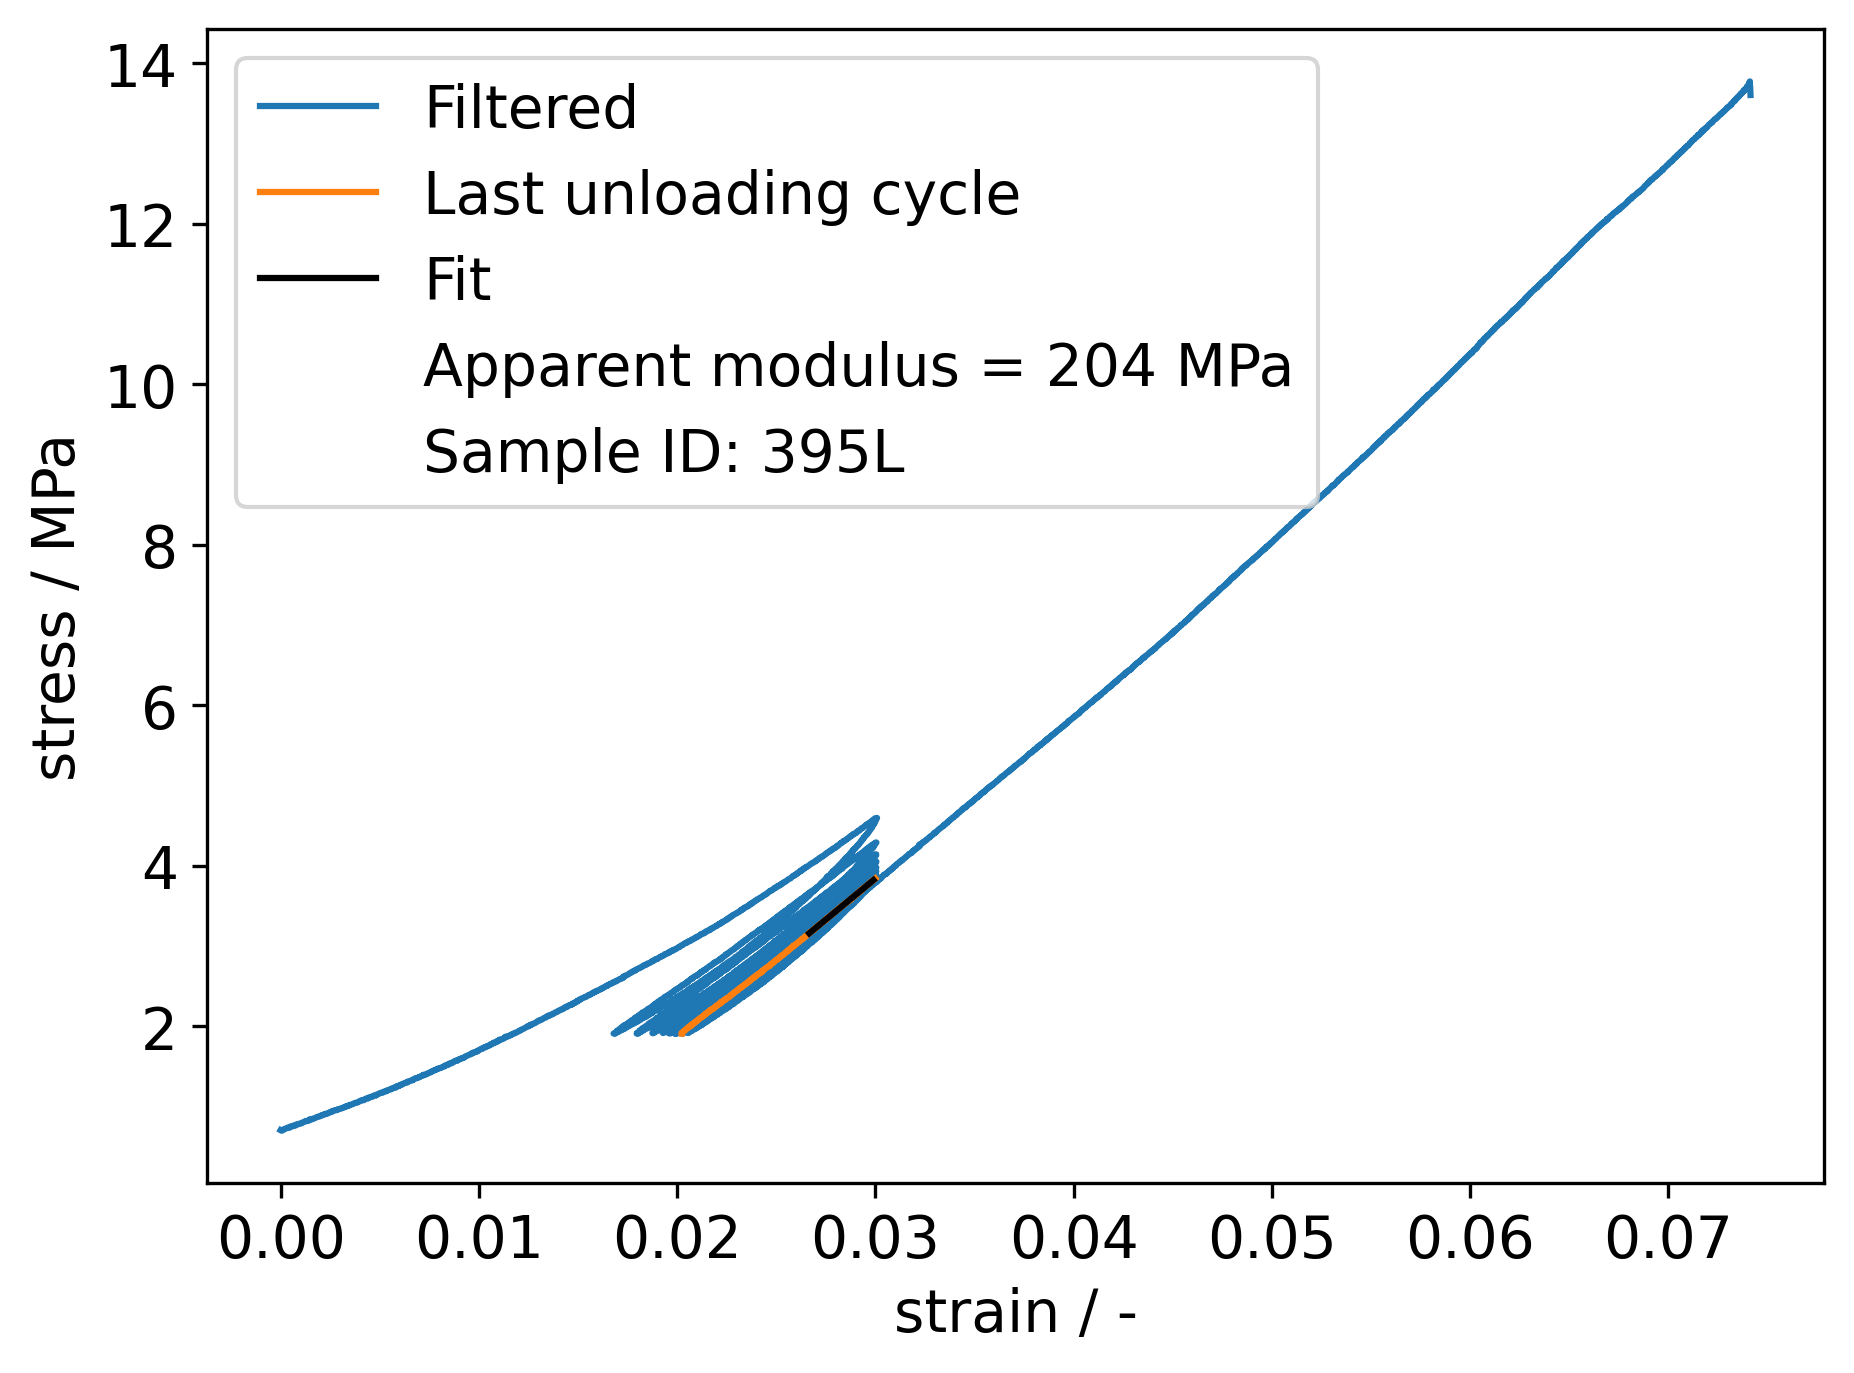 14
12
10
8
6
4
2
stress / MPa
Filtered
Last unloading cycle
Fit
Apparent modulus = 204 MPa
Sample ID: 395L
0.00 0.01 0.02 0.03 0.04 0.05 0.06 0.07
strain / -